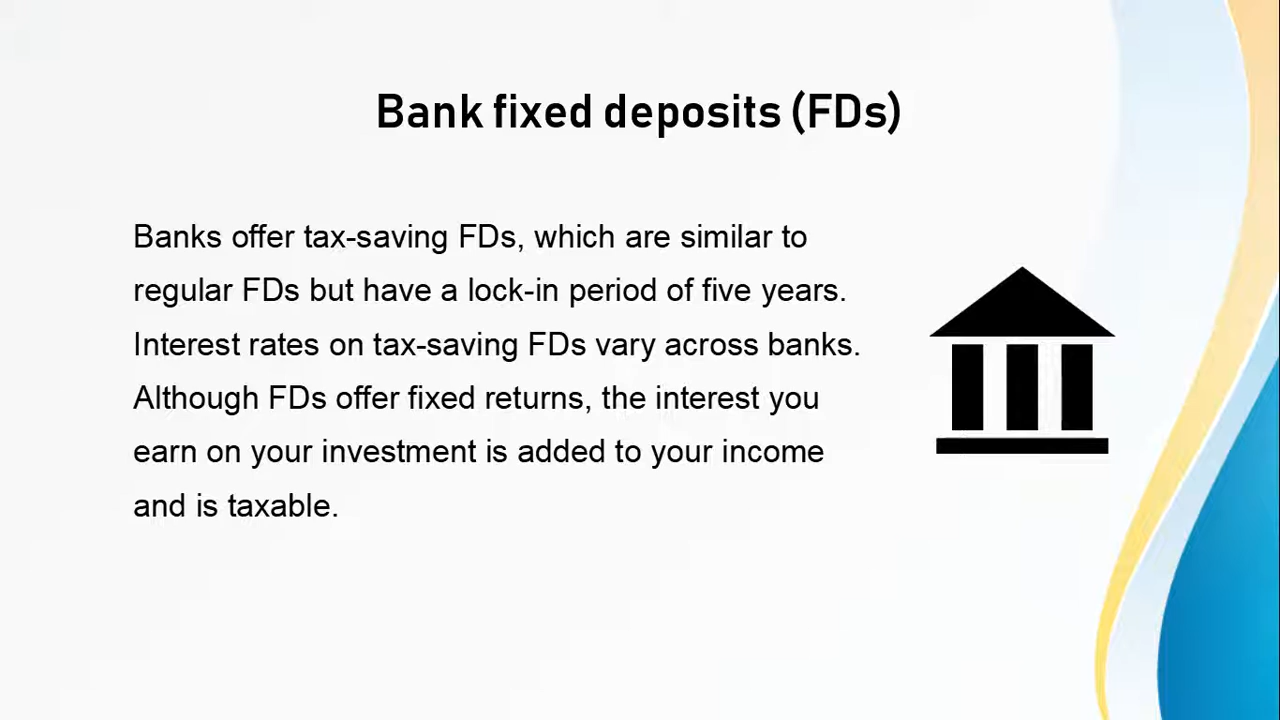 Bank fixed deposits (FDs)
Banks offer tax-saving FDs, which are similar to
regular FDs but have a lock-in period of five years.
Interest rates on tax-saving FDs vary across banks.
Although FDs offer fixed returns, the interest you
earn on your investment is added to your income
and is taxable.